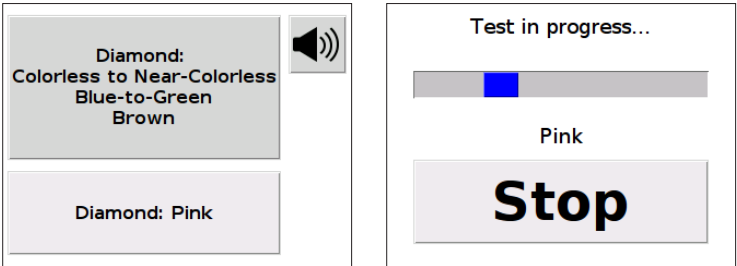 Diamond:
Colorless to Near-Colorless
Blue-to-Green
Brown
Diamond: Pink
Test in progress...
Pink
Stop